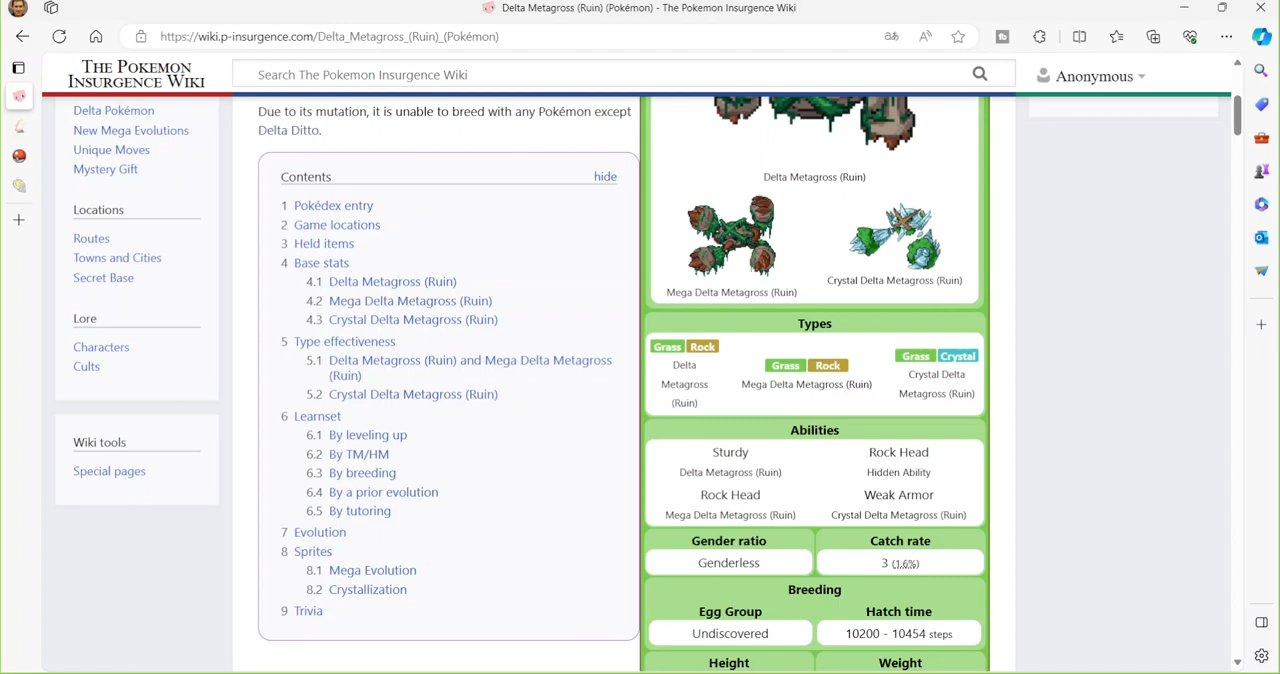 Delta Metagross (Ruin) (Pokémon) - The Pokemon Insurgence Wiki
https://wiki.p-insurgence.com/Delta_Metagross_(Ruin)_(Pokémon)
THE POKEMON
INSURGENCE WIKI
Search The Pokemon Insurgence Wiki
Anonymous
Delta Pokémon
New Mega Evolutions
Unique Moves
Mystery Gift
Locations
Routes
Towns and Cities
Secret Base
Lore
Characters
Cults
Wiki tools
Special pages
Due to its mutation, it is unable to breed with any Pokémon except
Delta Ditto.
Contents hide
1 Pokédex entry
2 Game locations
3 Held items
4 Base stats
4.1 Delta Metagross (Ruin)
4.2 Mega Delta Metagross (Ruin)
4.3 Crystal Delta Metagross (Ruin)
5 Type effectiveness
5.1 Delta Metagross (Ruin) and Mega Delta Metagross
(Ruin)
5.2 Crystal Delta Metagross (Ruin)
6 Learnset
6.1 By leveling up
6.2 By TM/HM
6.3 By breeding
6.4 By a prior evolution
6.5 By tutoring
7 Evolution
8 Sprites
8.1 Mega Evolution
8.2 Crystallization
9 Trivia
Delta Metagross (Ruin)
Mega Delta Metagross (Ruin)
Crystal Delta Metagross (Ruin)
Types
Grass Rock
Delta
Metagross
(Ruin)
Grass Rock
Mega Delta Metagross (Ruin)
Grass Crystal
Crystal Delta
Metagross (Ruin)
Abilities
Sturdy
Delta Metagross (Ruin)
Rock Head
Hidden Ability
Rock Head
Mega Delta Metagross (Ruin)
Weak Armor
Crystal Delta Metagross (Ruin)
Gender ratio
Genderless
Catch rate
3 (1.6%)
Breeding
Egg Group
Undiscovered
Hatch time
10200 - 10454 steps
Height
Weight